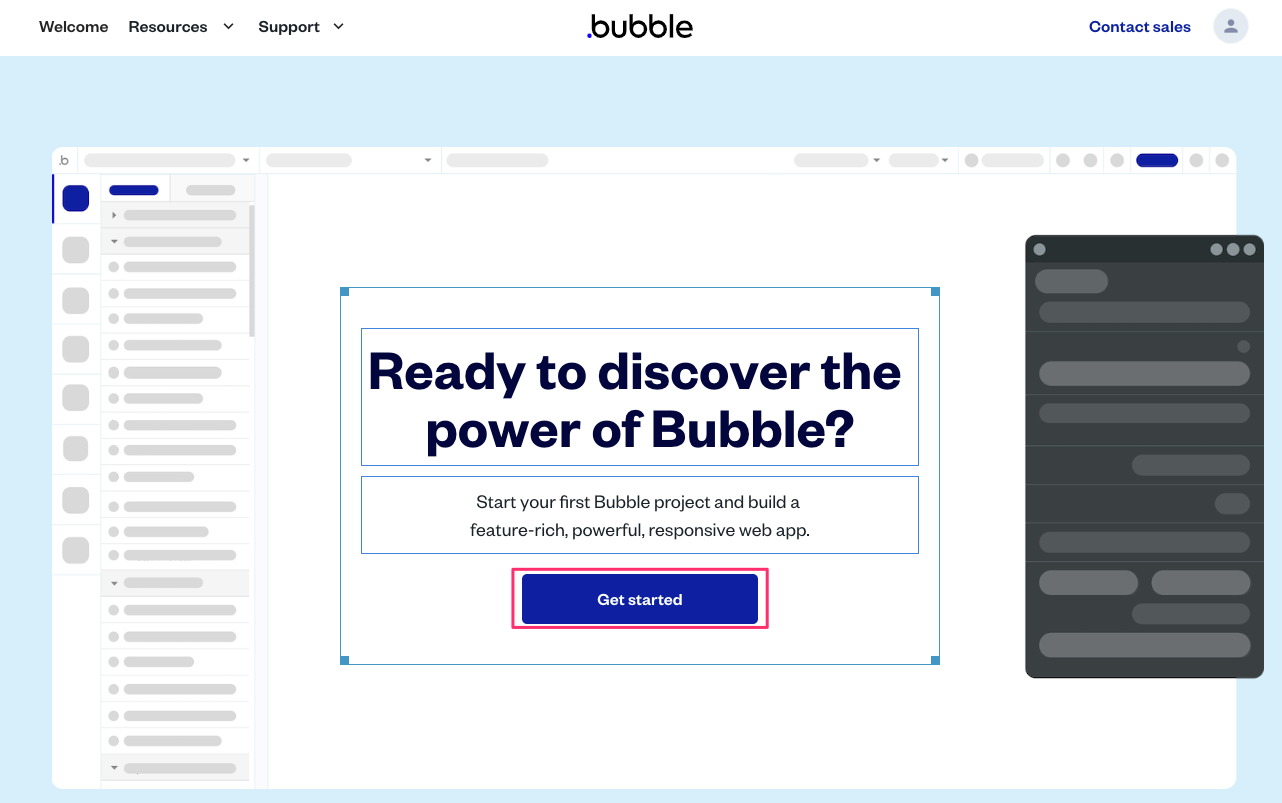 Welcome Resources Support .bubble Contact sales
.b
Ready to discover the
power of Bubble?
Start your first Bubble project and build a
feature-rich, powerful, responsive web app.
Get started